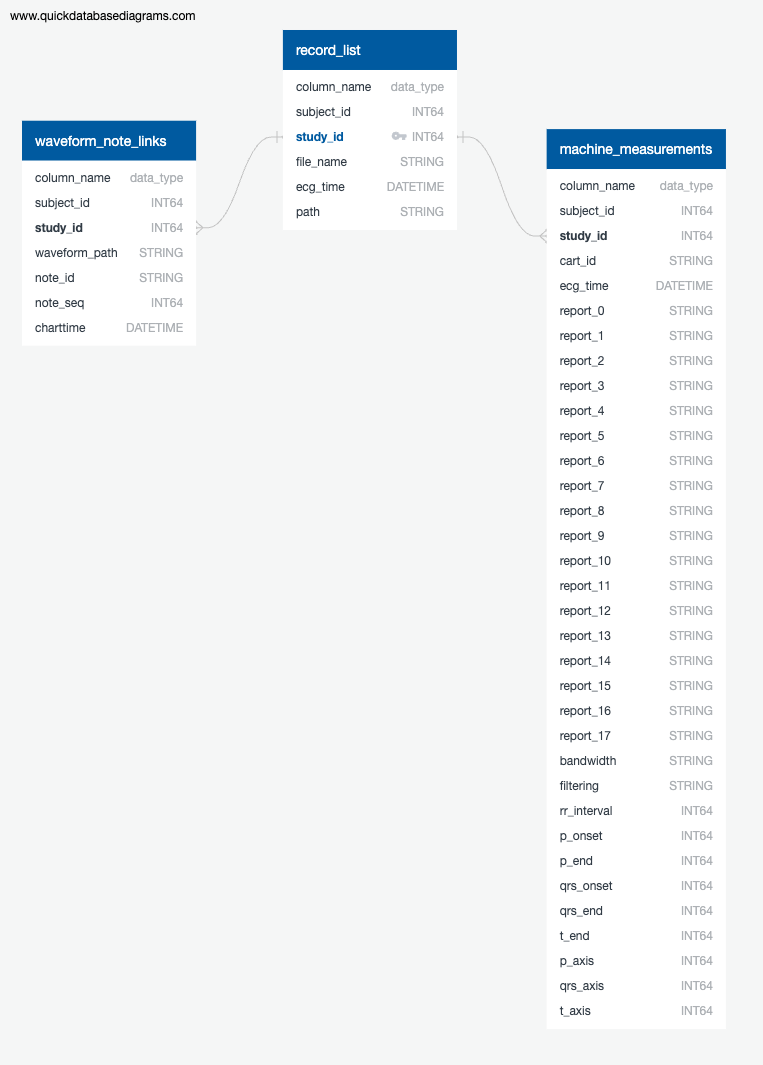 www.quickdatabasediagrams.com
record_list
column_name data_type
subject_id INT64
study_id INT64
file_name STRING
ecg_time DATETIME
path STRING
waveform_note_links
column_name data_type
subject_id INT64
study_id INT64
waveform_path STRING
note_id STRING
note_seq INT64
charttime DATETIME
machine_measurements
column_name data_type
subject_id INT64
study_id INT64
cart_id STRING
ecg_time DATETIME
report_0 STRING
report_1 STRING
report_2 STRING
report_3 STRING
report_4 STRING
report_5 STRING
report_6 STRING
report_7 STRING
report_8 STRING
report_9 STRING
report_10 STRING
report_11 STRING
report_12 STRING
report_13 STRING
report_14 STRING
report_15 STRING
report_16 STRING
report_17 STRING
bandwidth STRING
filtering STRING
rr_interval INT64
p_onset INT64
p_end INT64
qrs_onset INT64
qrs_end INT64
t_end INT64
p_axis INT64
qrs_axis INT64
t_axis INT64